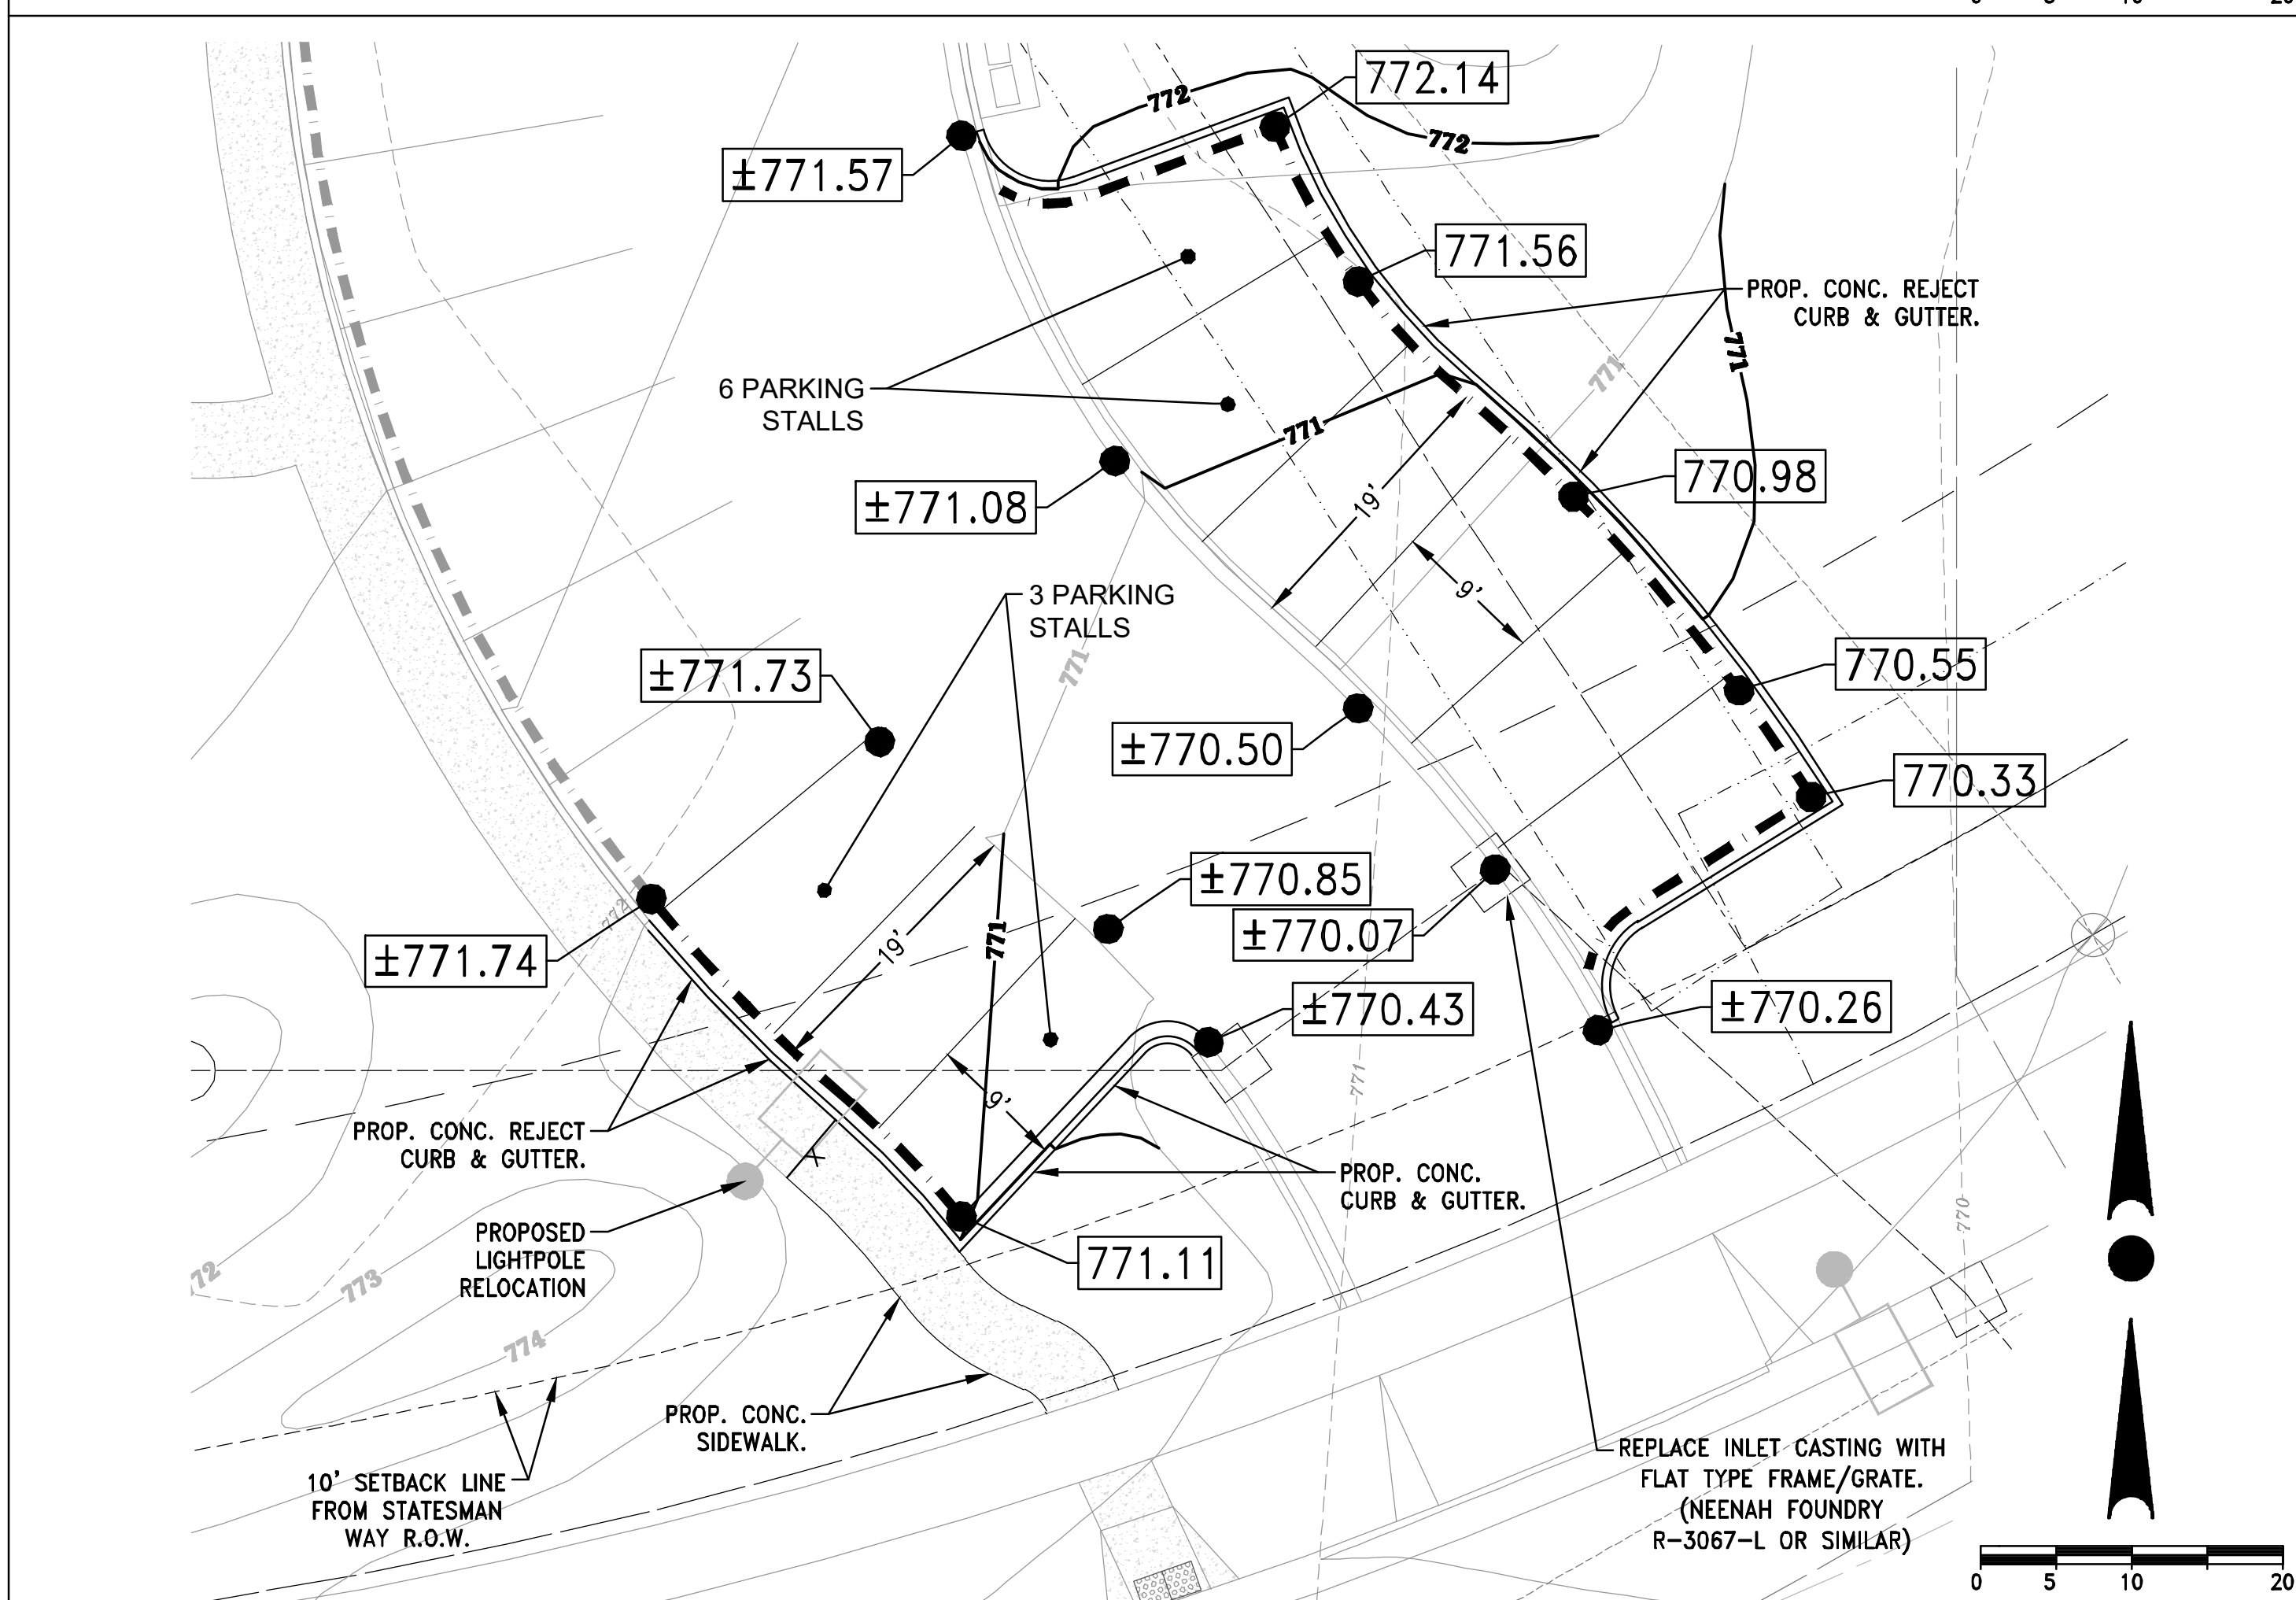 772.14
772
772
±771.57
771.56
PROP. CONC. REJECT
CURB & GUTTER.
771
771
6 PARKING
STALLS
771
±771.08
19'
770.98
3 PARKING
STALLS
9'
771
±771.73
770.55
±770.50
770.33
±770.85
772
19'
771
±770.07
±771.74
±770.43
±770.26
771
9'
PROP. CONC. REJECT
CURB & GUTTER.
X
PROP. CONC.
CURB & GUTTER.
770
PROPOSED
LIGHTPOLE
RELOCATION
771.11
72
773
774
PROP. CONC.
SIDEWALK.
10' SETBACK LINE
FROM STATESMAN
WAY R.O.W.
REPLACE INLET CASTING WITH
FLAT TYPE FRAME/GRATE.
(NEENAH FOUNDRY
R-3067-L OR SIMILAR)
0 5 10 20